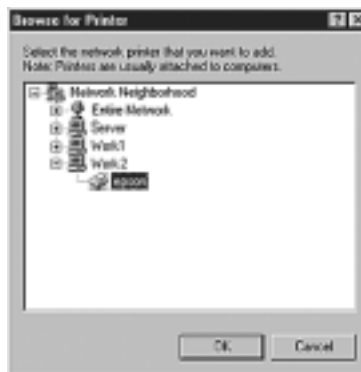 Browse for Printer
Select the network printer that you want to add.
Note: Printers are usually attached to computers.
Network Neighborhood
Entire Network
Server
Work1
Work2
epson
OK
Cancel